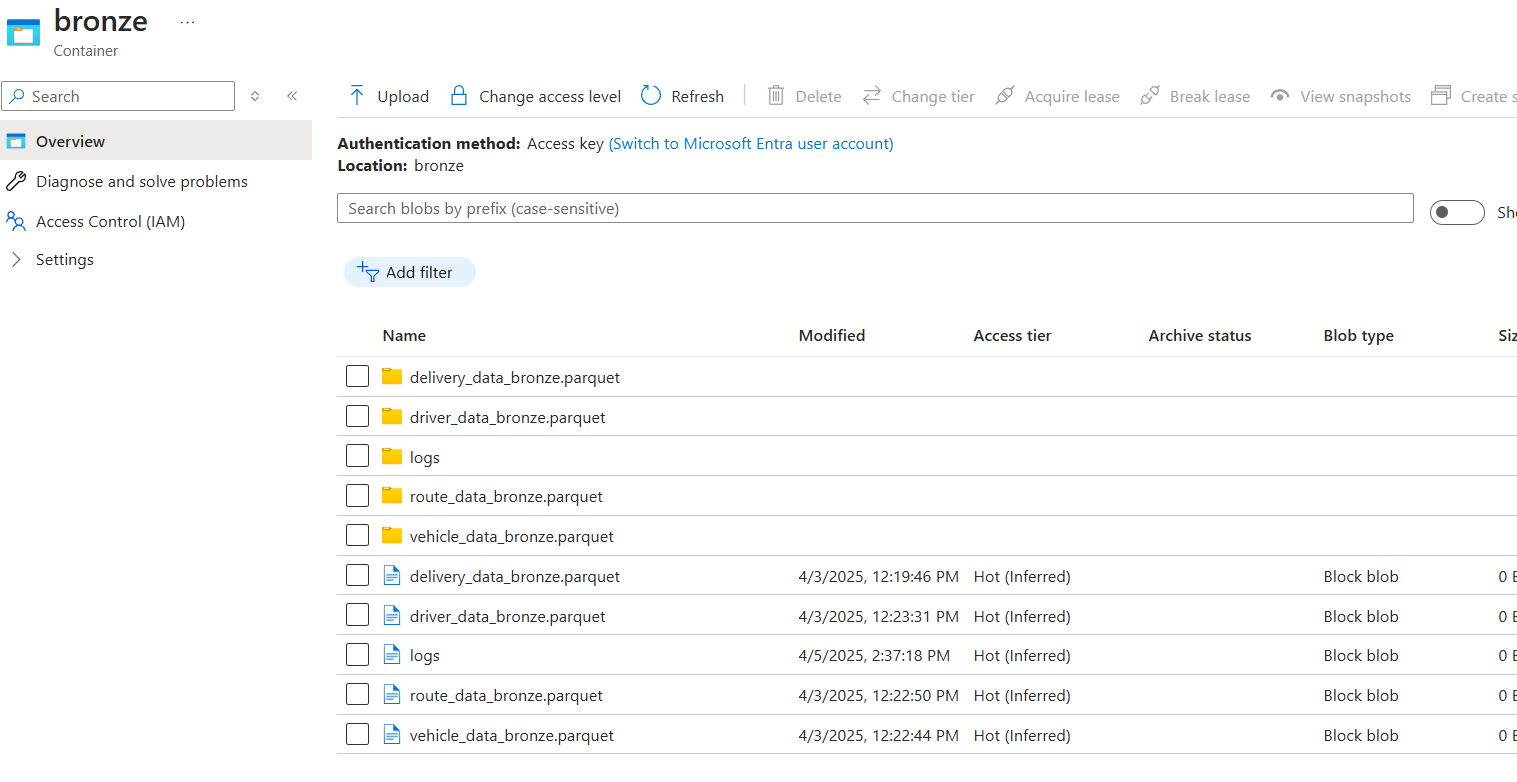 bronze ...
Container
Search
Upload Change access level Refresh Delete Change tier Acquire lease Break lease View snapshots Create s
Overview
Diagnose and solve problems
Access Control (IAM)
Settings
Authentication method: Access key (Switch to Microsoft Entra user account)
Location: bronze
Search blobs by prefix (case-sensitive)
Sho
Add filter
Name Modified Access tier Archive status Blob type Siz
delivery_data_bronze.parquet
driver_data_bronze.parquet
logs
route_data_bronze.parquet
vehicle_data_bronze.parquet
delivery_data_bronze.parquet 4/3/2025, 12:19:46 PM Hot (Inferred) Block blob 0 B
driver_data_bronze.parquet 4/3/2025, 12:23:31 PM Hot (Inferred) Block blob 0 B
logs 4/5/2025, 2:37:18 PM Hot (Inferred) Block blob 0 B
route_data_bronze.parquet 4/3/2025, 12:22:50 PM Hot (Inferred) Block blob 0 B
vehicle_data_bronze.parquet 4/3/2025, 12:22:44 PM Hot (Inferred) Block blob 0 B